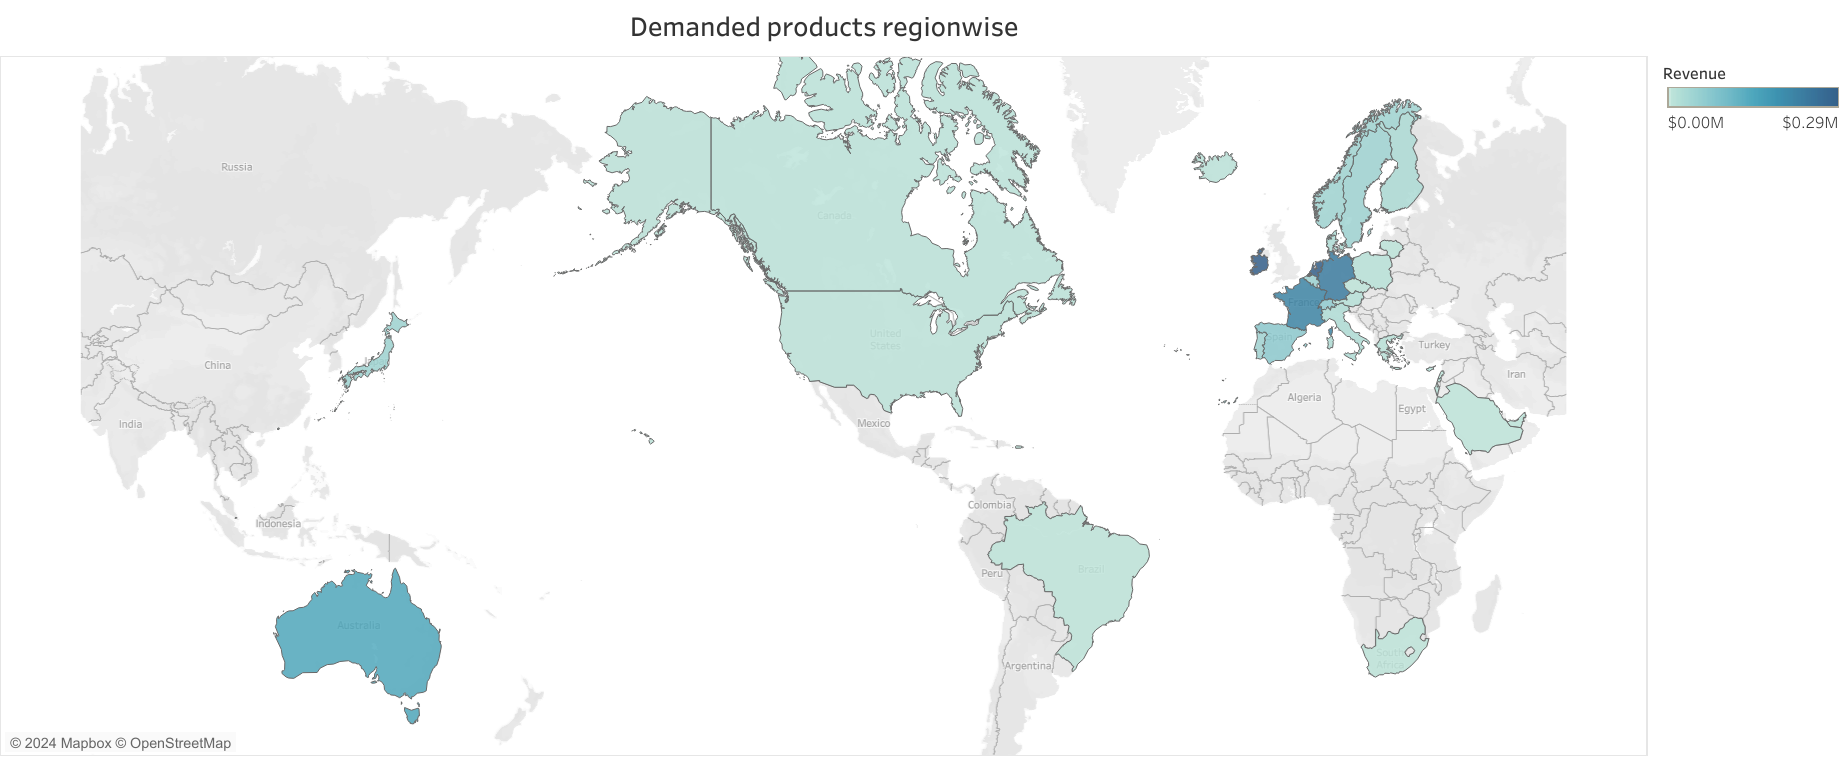 Demanded products regionwise
Revenue
$0.00M $0.29M
Russia
Canada
United
States
France
China
Turkey
Iran
India
Mexico
Algeria
Egypt
Colombia
Indonesia
Peru
Brazil
Australia
South
Africa
Argentina
© 2024 Mapbox © OpenStreetMap